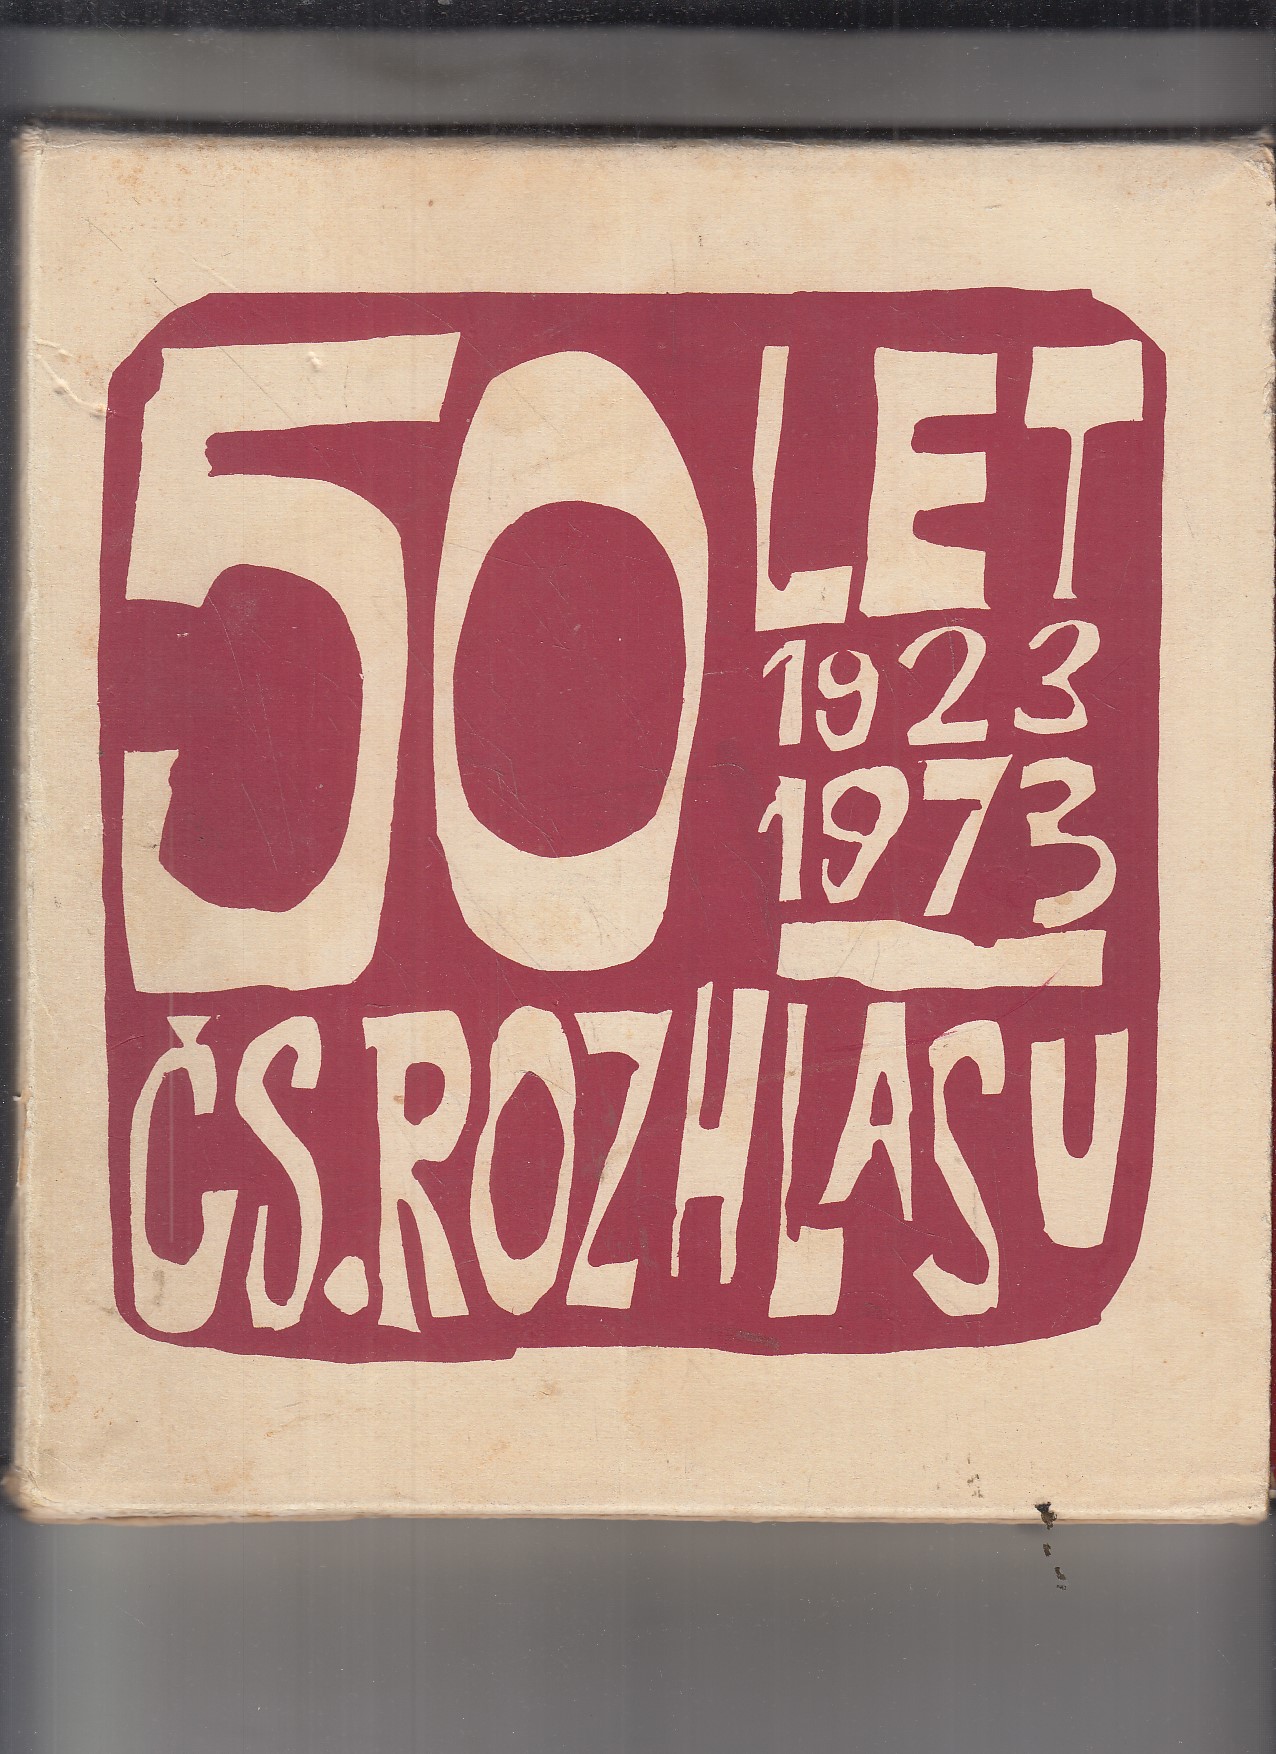 50 LET
1923
1973
ČS. ROZHLASU